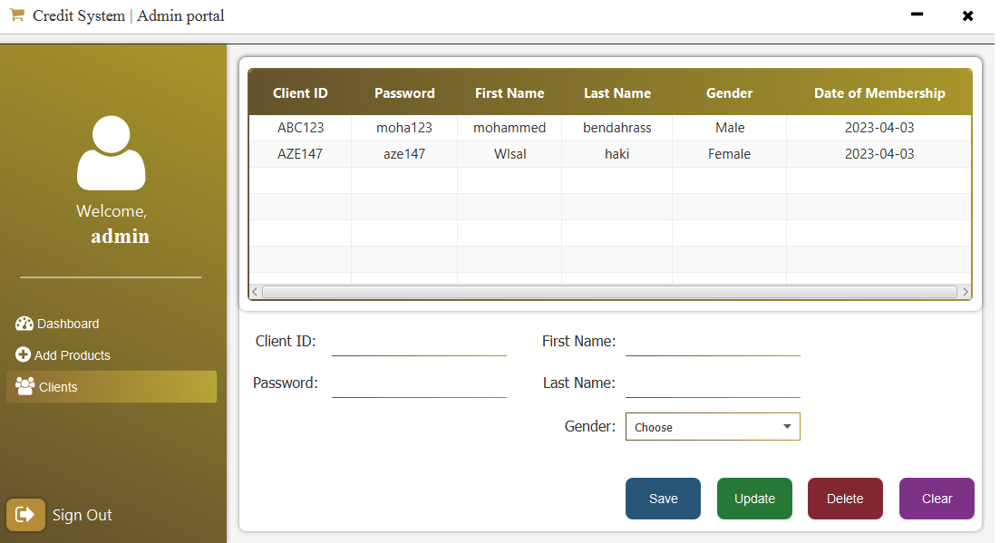 Credit System | Admin portal
Welcome,
admin
Dashboard
Add Products
Clients
Sign Out
Client ID Password First Name Last Name Gender Date of Membership
ABC123 moha123 mohammed bendahrass Male 2023-04-03
AZE147 aze147 WIsal haki Female 2023-04-03
Client ID: First Name:
Password: Last Name:
Gender: Choose
Save Update Delete Clear